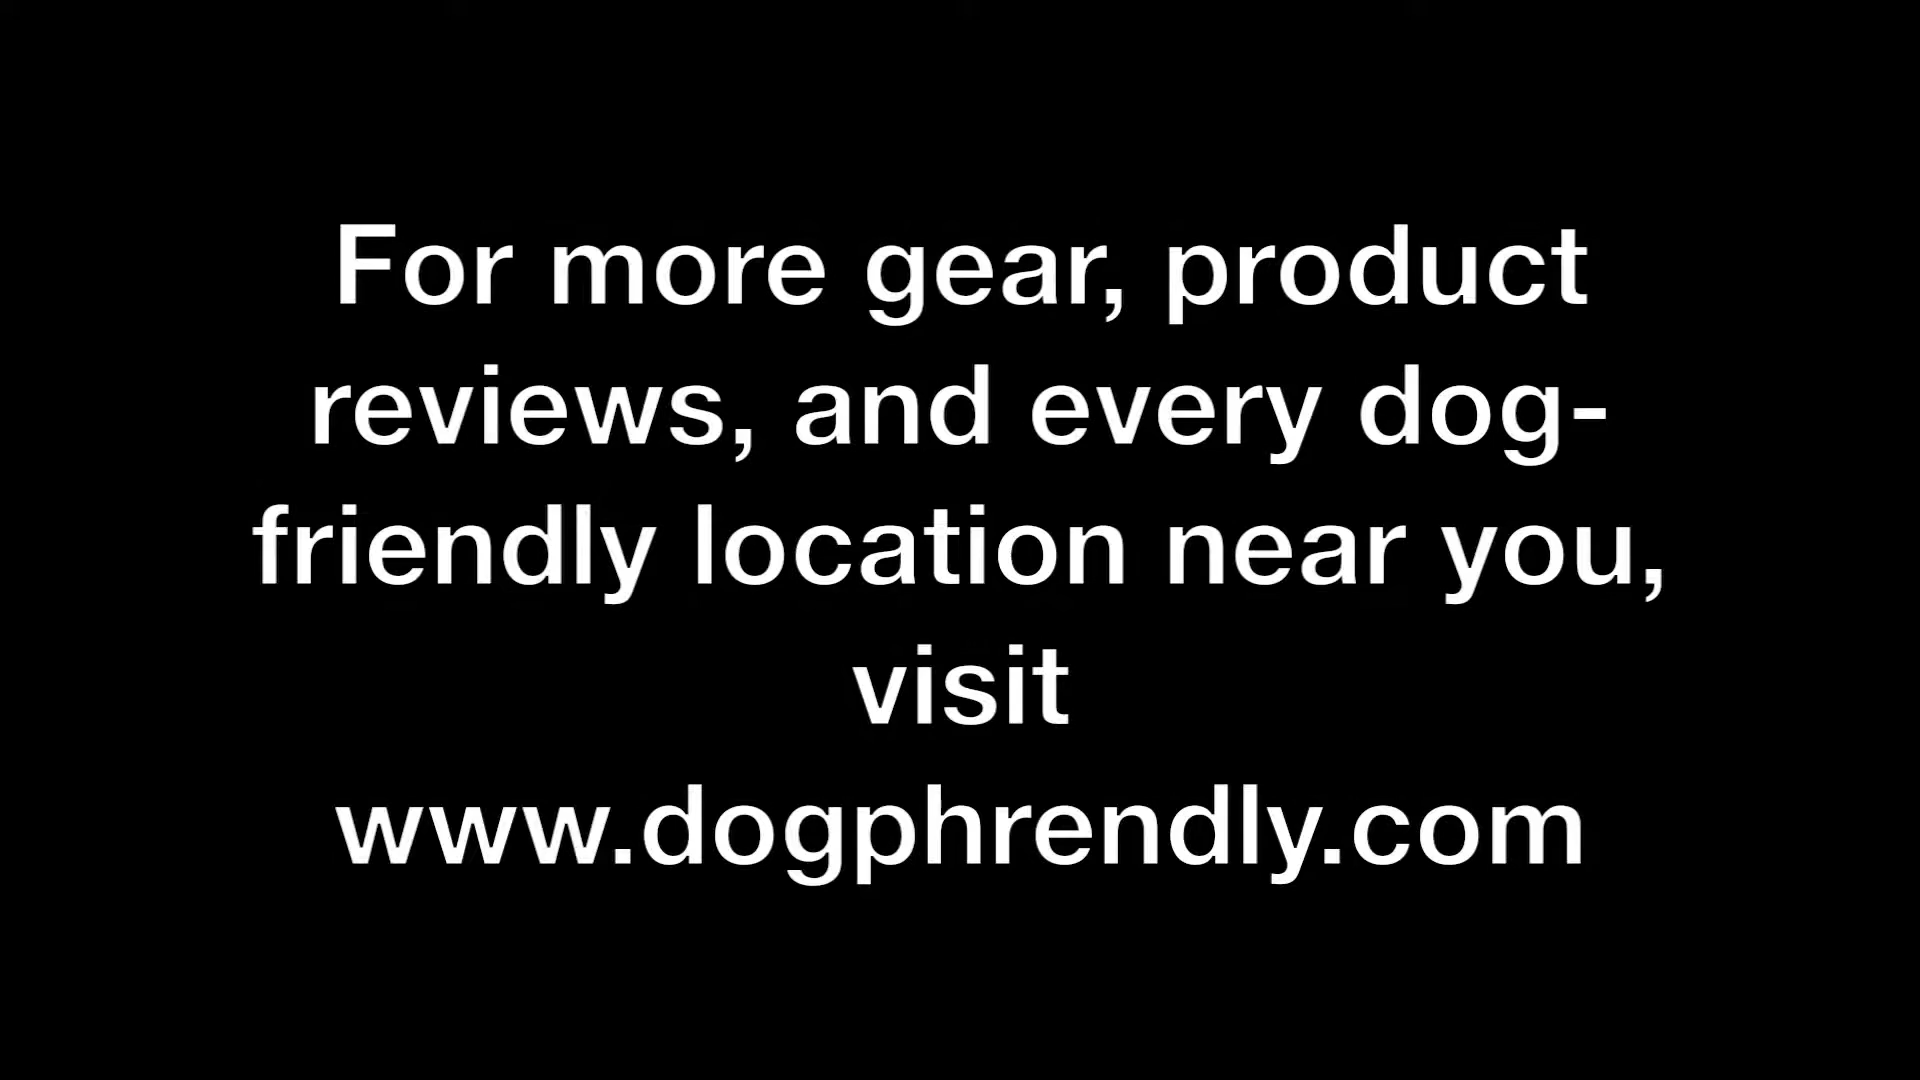 For more gear, product
reviews, and every dog-
friendly location near you,
visit
www.dogphrendly.com